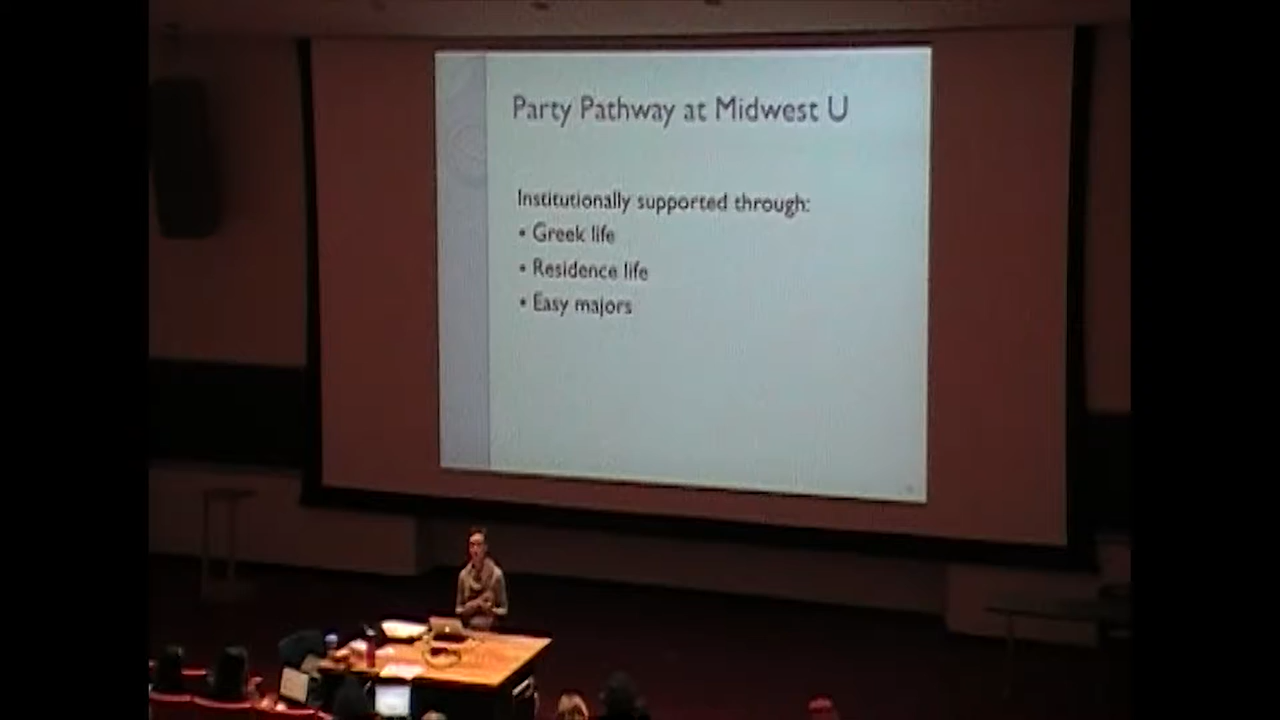 Party Pathway at Midwest U
Institutionally supported through:
• Greek life
• Residence life
• Easy majors